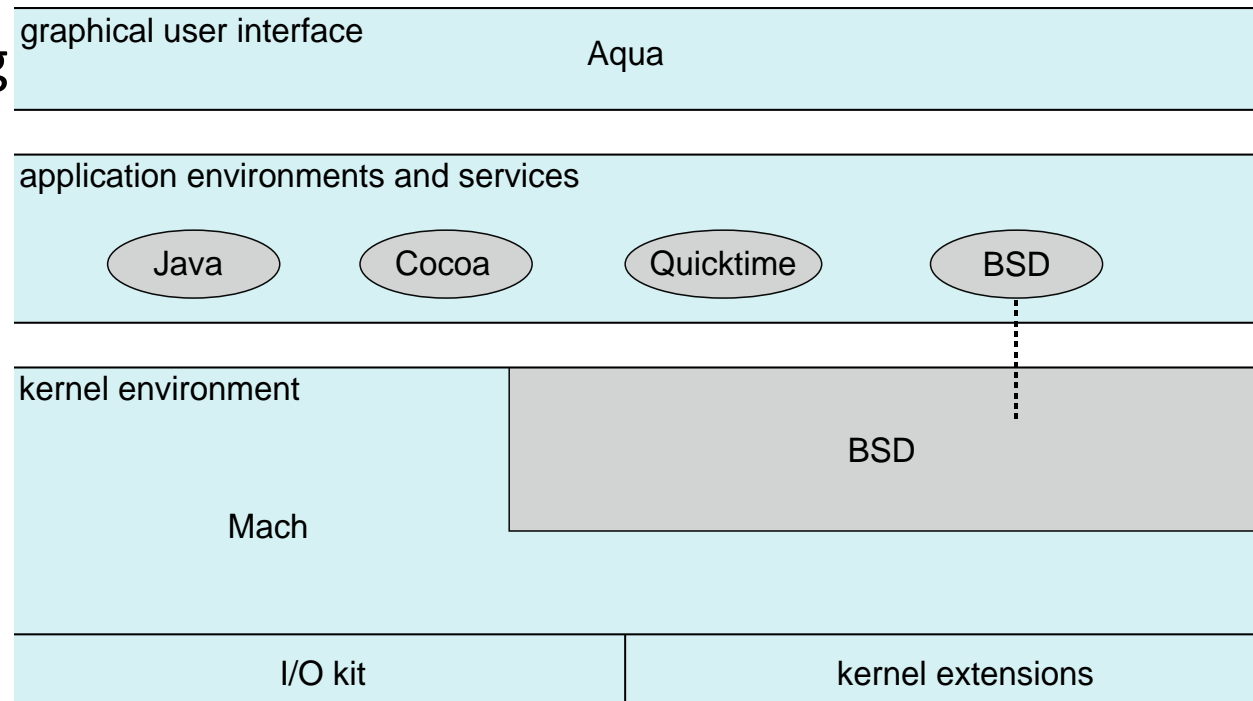 graphical user interface
g
Aqua
application environments and services
Java Cocoa Quicktime BSD
kernel environment
BSD
Mach
I/O kit kernel extensions